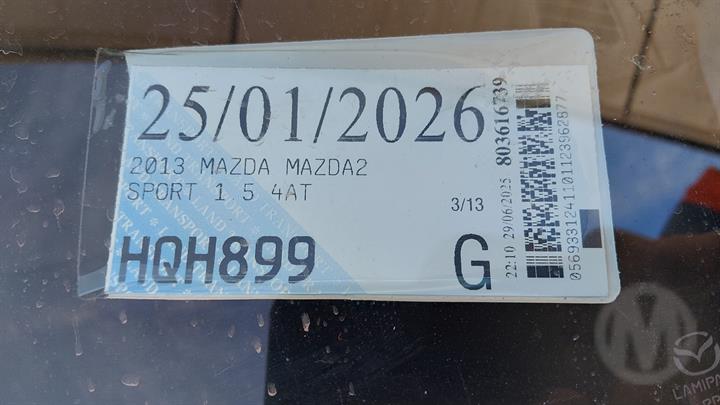 25/01/2026
2013 MAZDA MAZDA2
SPORT 1 5 4AT
3/13
HQH899
G
22:10 29/06/2025 803616739
M